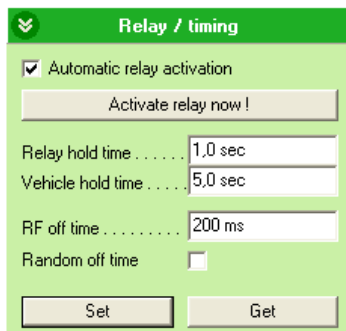 Relay / timing
Automatic relay activation
Activate relay now !
Relay hold time . . . . . . 1,0 sec
Vehicle hold time . . . . . 5,0 sec
RF off time . . . . . . . . . 200 ms
Random off time
Set Get